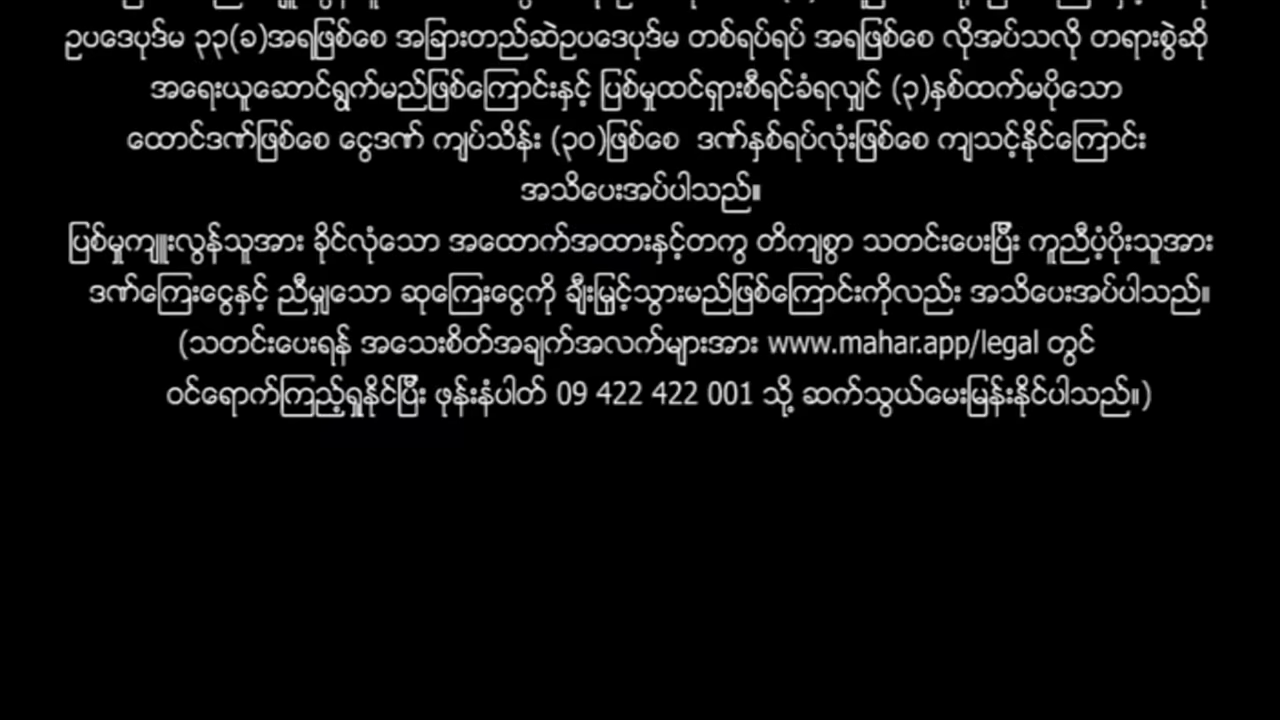 ဥပဒေပုဒ်မ ၃၃(ခ)အရဖြစ်စေ အခြားတည်ဆဲဥပဒေပုဒ်မ တစ်ရပ်ရပ် အရဖြစ်စေ လိုအပ်သလို တရားစွဲဆို
အရေးယူဆောင်ရွက်မည်ဖြစ်ကြောင်းနှင့် ပြစ်မှုထင်ရှားစီရင်ခံရလျှင် (၃)နှစ်ထက်မပိုသော
ထောင်ဒဏ်ဖြစ်စေ ငွေဒဏ် ကျပ်သိန်း (၃၀)ဖြစ်စေ ဒဏ်နှစ်ရပ်လုံးဖြစ်စေ ကျသင့်နိုင်ကြောင်း
အသိပေးအပ်ပါသည်။
ပြစ်မှုကျူးလွန်သူအား ခိုင်လုံသော အထောက်အထားနှင့်တကွ တိကျစွာ သတင်းပေးပြီး ကူညီပံ့ပိုးသူအား
ဒဏ်ကြေးငွေနှင့် ညီမျှသော ဆုကြေးငွေကို ချီးမြှင့်သွားမည်ဖြစ်ကြောင်းကိုလည်း အသိပေးအပ်ပါသည်။
(သတင်းပေးရန် အသေးစိတ်အချက်အလက်များအား www.mahar.app/legal တွင်
ဝင်ရောက်ကြည့်ရှုနိုင်ပြီး ဖုန်းနံပါတ် 09 422 422 001 သို့ ဆက်သွယ်မေးမြန်းနိုင်ပါသည်။)